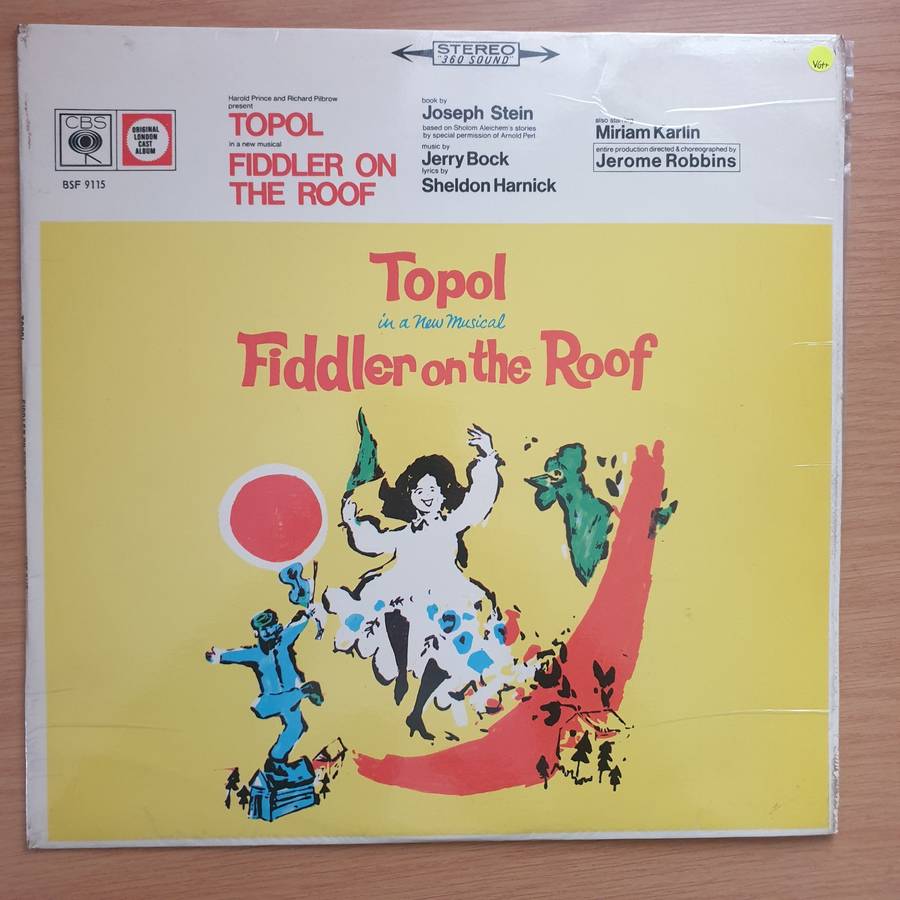 STEREO
"360 SOUND"
VG++
CBS
ORIGINAL
LONDON
CAST
ALBUM
BSF 9115
Harold Prince and Richard Pilbrow
present
TOPOL
in a new musical
FIDDLER ON
THE ROOF
book by
Joseph Stein
based on Sholom Aleichem's stories
by special permission of Arnold Perl
music by
Jerry Bock
lyrics by
Sheldon Harnick
also starring
Miriam Karlin
entire production directed & choreographed by
Jerome Robbins
Topol
in a New Musical
Fiddler on the Roof